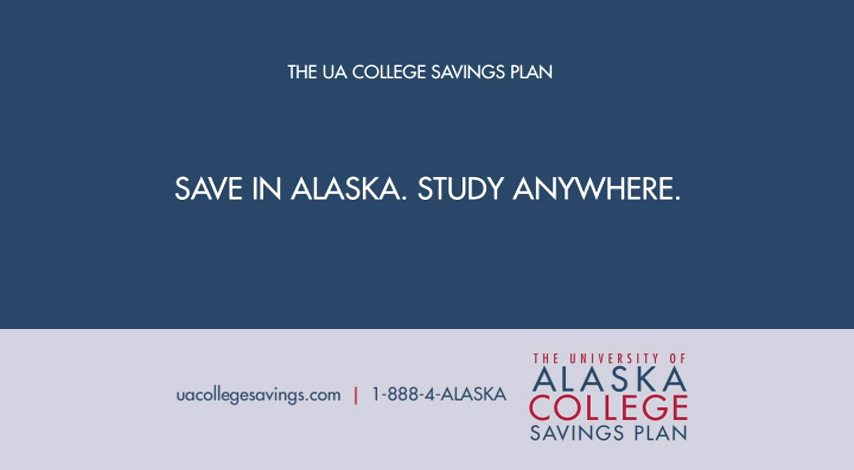 THE UA COLLEGE SAVINGS PLAN
SAVE IN ALASKA. STUDY ANYWHERE.
uacollegesavings.com | 1-888-4-ALASKA
THE UNIVERSITY OF
ALASKA
COLLEGE
SAVINGS PLAN